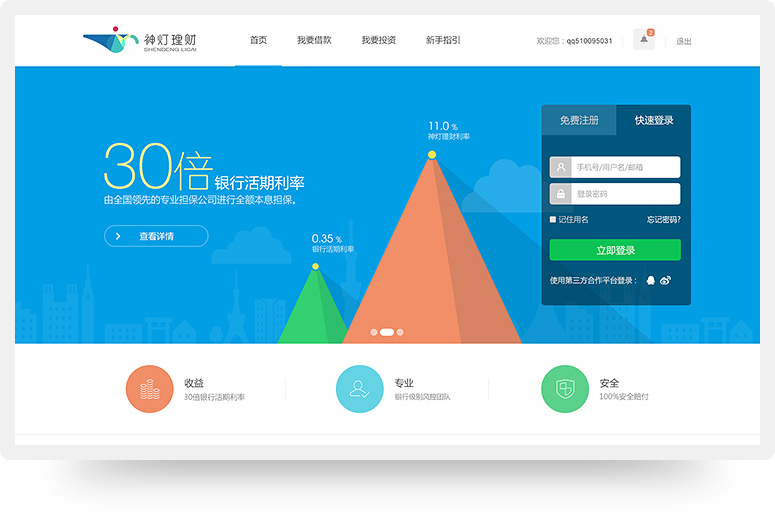 神灯理财
SHENDENG LICAI
首页
我要借款
我要投资
新手指引
欢迎您：qq510095031
2
退出
30倍银行活期利率
由全国领先的专业担保公司进行全额本息担保。
查看详情
0.35 %
银行活期利率
11.0 %
神灯理财利率
免费注册
快速登录
手机号/用户名/邮箱
登录密码
记住用名
忘记密码?
立即登录
使用第三方合作平台登录：
收益
30倍银行活期利率
专业
银行级别风控团队
安全
100%安全赔付